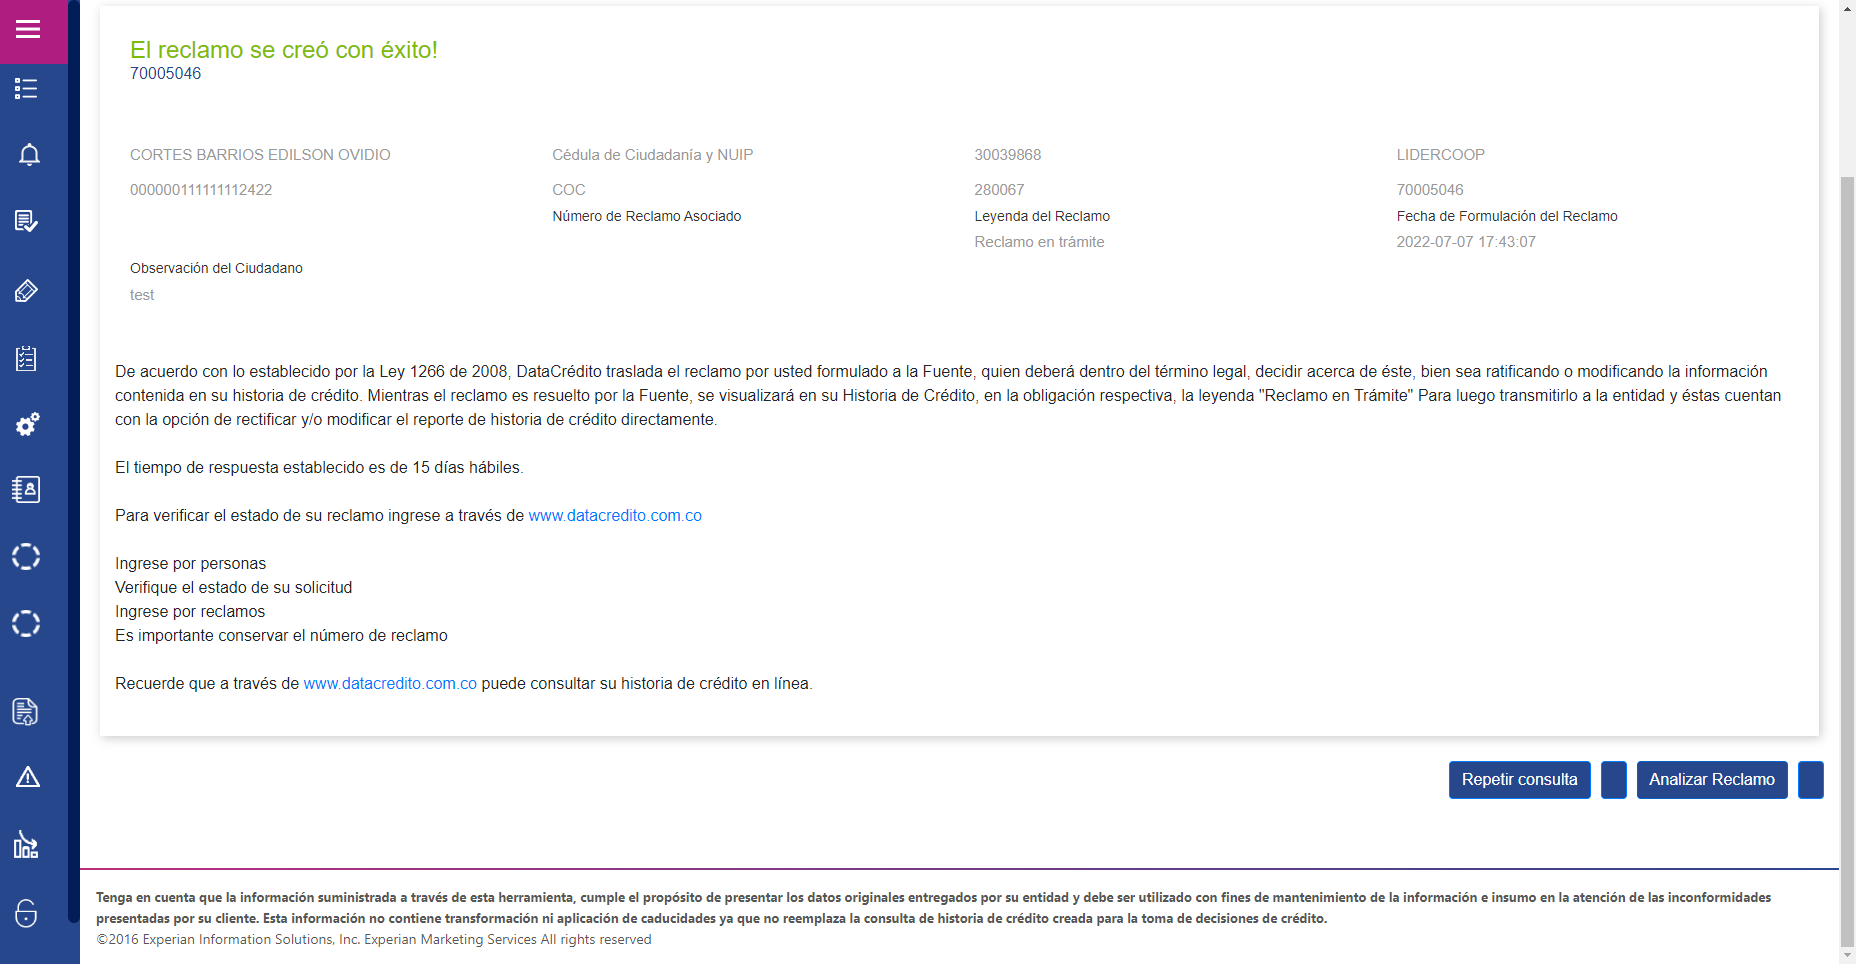 El reclamo se creó con éxito!
70005046
CORTES BARRIOS EDILSON OVIDIO
Cédula de Ciudadanía y NUIP
30039868
LIDERCOOP
000000111111112422
COC
280067
70005046
Número de Reclamo Asociado
Leyenda del Reclamo
Fecha de Formulación del Reclamo
Reclamo en trámite
2022-07-07 17:43:07
Observación del Ciudadano
test
De acuerdo con lo establecido por la Ley 1266 de 2008, DataCrédito traslada el reclamo por usted formulado a la Fuente, quien deberá dentro del término legal, decidir acerca de éste, bien sea ratificando o modificando la información
contenida en su historia de crédito. Mientras el reclamo es resuelto por la Fuente, se visualizará en su Historia de Crédito, en la obligación respectiva, la leyenda "Reclamo en Trámite" Para luego transmitirlo a la entidad y éstas cuentan
con la opción de rectificar y/o modificar el reporte de historia de crédito directamente.
El tiempo de respuesta establecido es de 15 días hábiles.
Para verificar el estado de su reclamo ingrese a través de www.datacredito.com.co
Ingrese por personas
Verifique el estado de su solicitud
Ingrese por reclamos
Es importante conservar el número de reclamo
Recuerde que a través de www.datacredito.com.co puede consultar su historia de crédito en línea.
Repetir consulta
Analizar Reclamo
Tenga en cuenta que la información suministrada a través de esta herramienta, cumple el propósito de presentar los datos originales entregados por su entidad y debe ser utilizado con fines de mantenimiento de la información e insumo en la atención de las inconformidades
presentadas por su cliente. Esta información no contiene transformación ni aplicación de caducidades ya que no reemplaza la consulta de historia de crédito creada para la toma de decisiones de crédito.
©2016 Experian Information Solutions, Inc. Experian Marketing Services All rights reserved